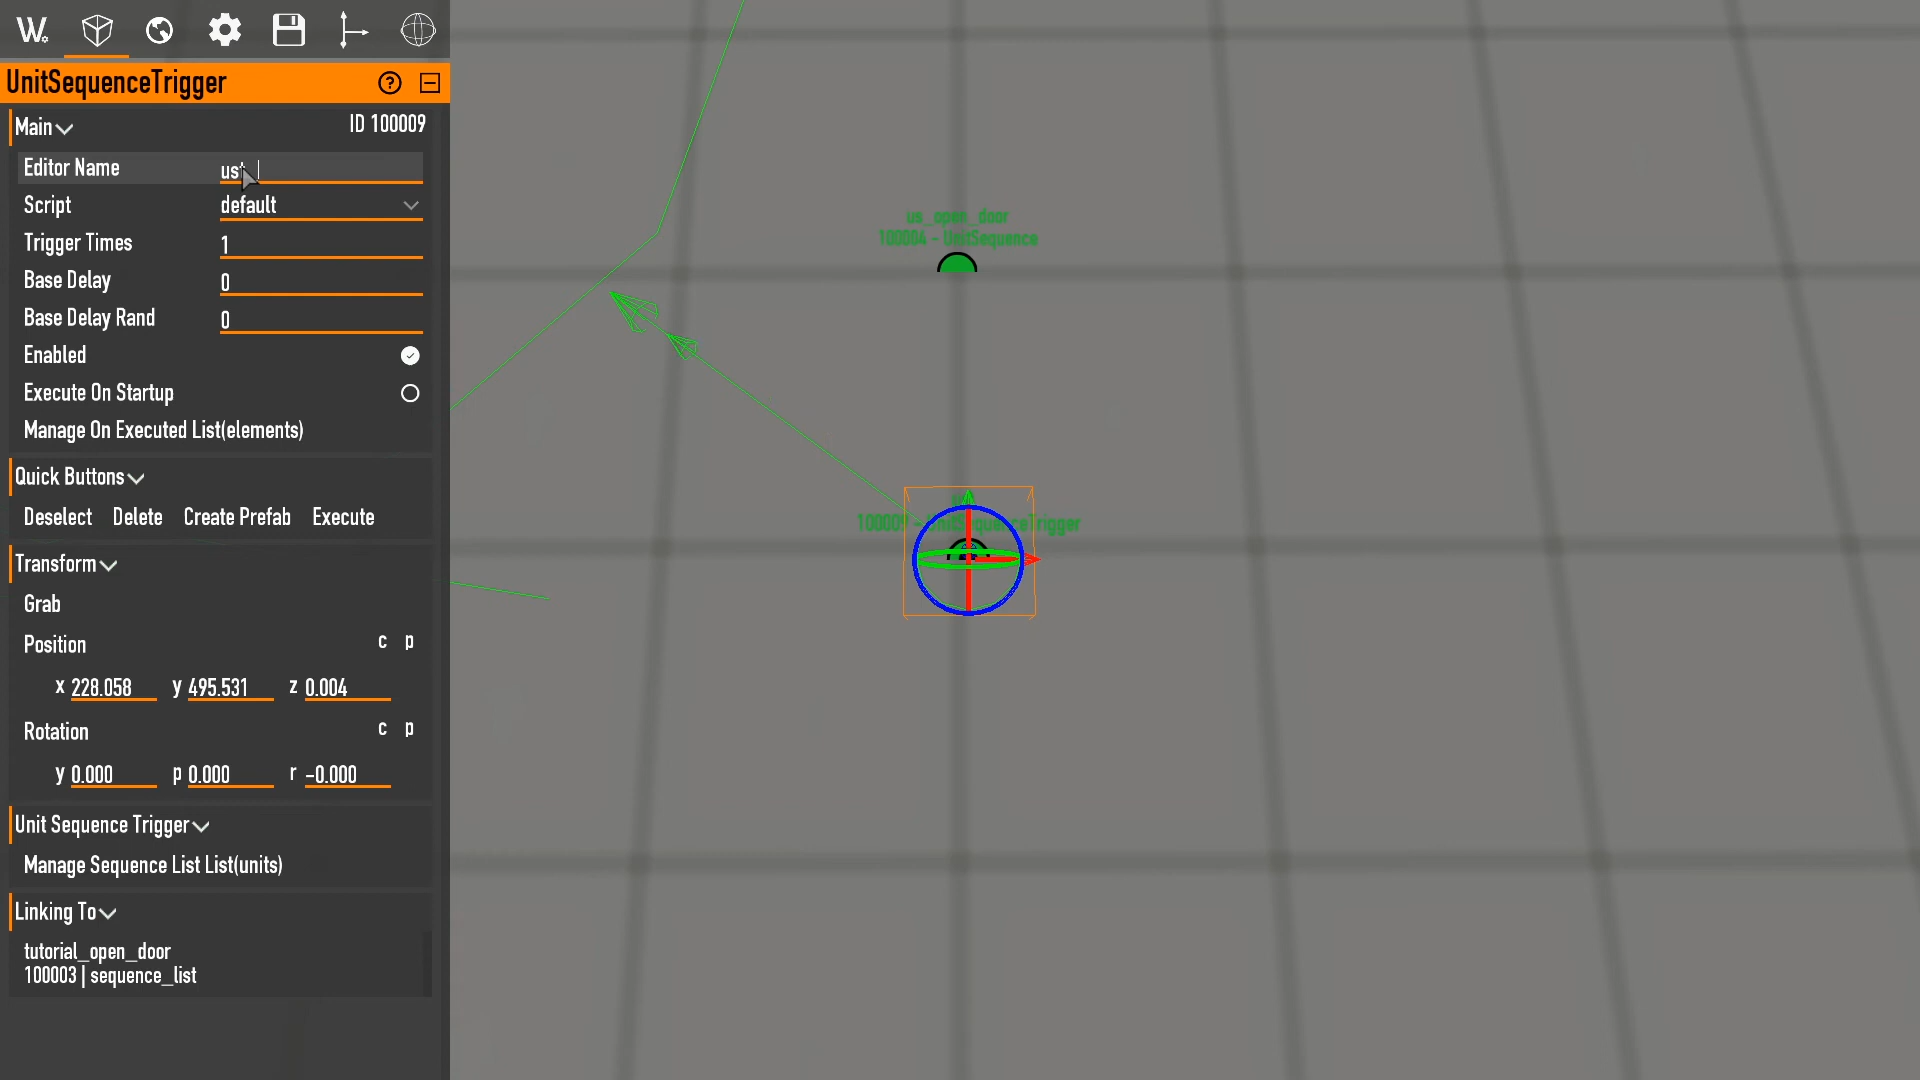 W.
UnitSequenceTrigger ?
Main ID 100009
Editor Name
Script default
Trigger Times 1
Base Delay 0
Base Delay Rand 0
Enabled
Execute On Startup
Manage On Executed List(elements)
Quick Buttons
Deselect Delete Create Prefab Execute
Transform
Grab
Position c p
x 228.058 y 495.531 z 0.004
Rotation c p
y 0.000 p 0.000 r -0.000
Unit Sequence Trigger
Manage Sequence List List(units)
Linking To
tutorial_open_door
100003 | sequence_list
us_open_door
100004 - UnitSequence
100009 - UnitSequenceTrigger